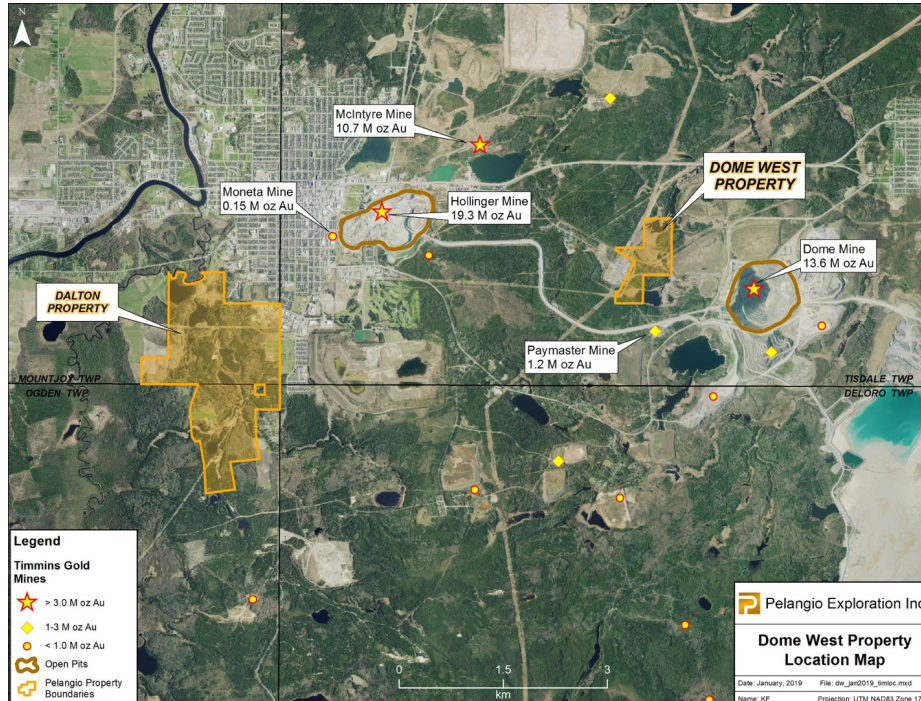 N
McIntyre Mine
10.7 M oz Au
Moneta Mine
0.15 M oz Au
Hollinger Mine
19.3 M oz Au
DOME WEST
PROPERTY
Dome Mine
13.6 M oz Au
DALTON
PROPERTY
Paymaster Mine
1.2 M oz Au
MOUNTJOY TWP
OGDEN TWP
TISDALE TWP
DELORO TWP
Legend
Timmins Gold
Mines
> 3.0 M oz Au
1-3 M oz Au
< 1.0 M oz Au
Open Pits
Pelangio Property
Boundaries
0 1.5 3
km
Pelangio Exploration Inc
Dome West Property
Location Map
Date: January, 2019 File: dw_jan2019_timloc.mxd
Name: KF Projection: UTM NAD83 Zone 17